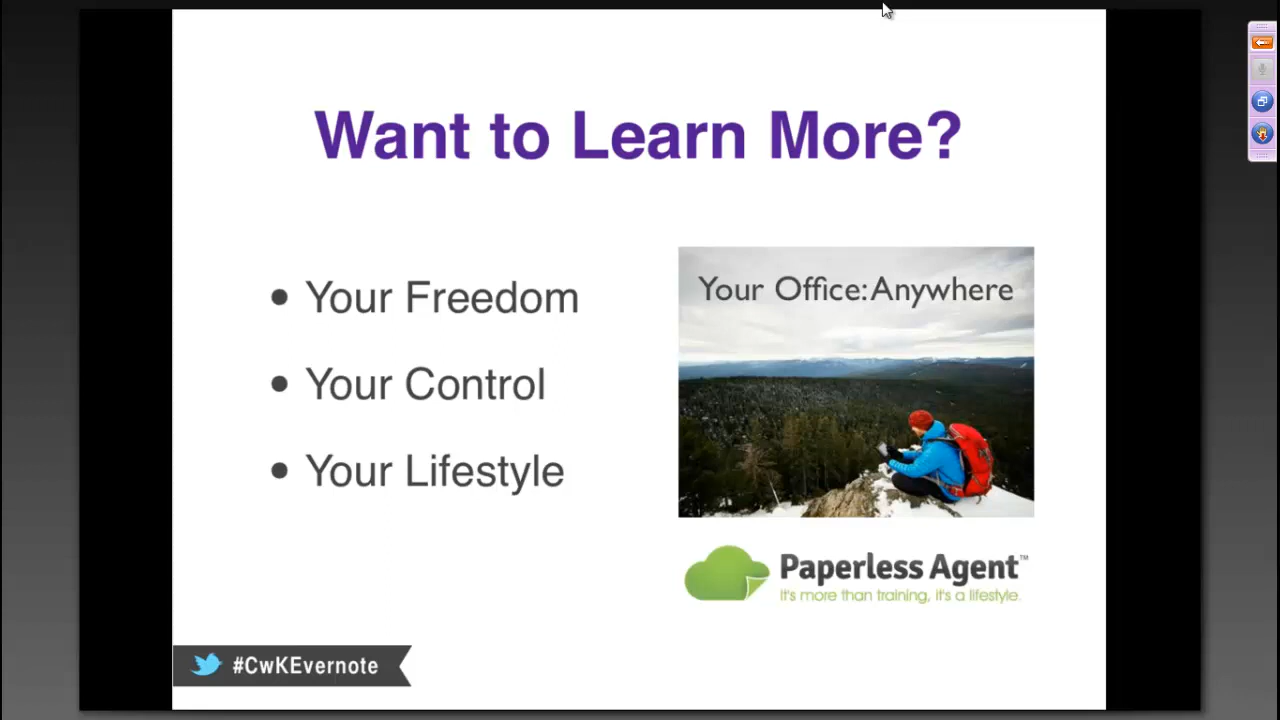 Want to Learn More?
• Your Freedom
• Your Control
• Your Lifestyle
Your Office:Anywhere
Paperless Agent™
It's more than training, it's a lifestyle.
#CwKEvernote